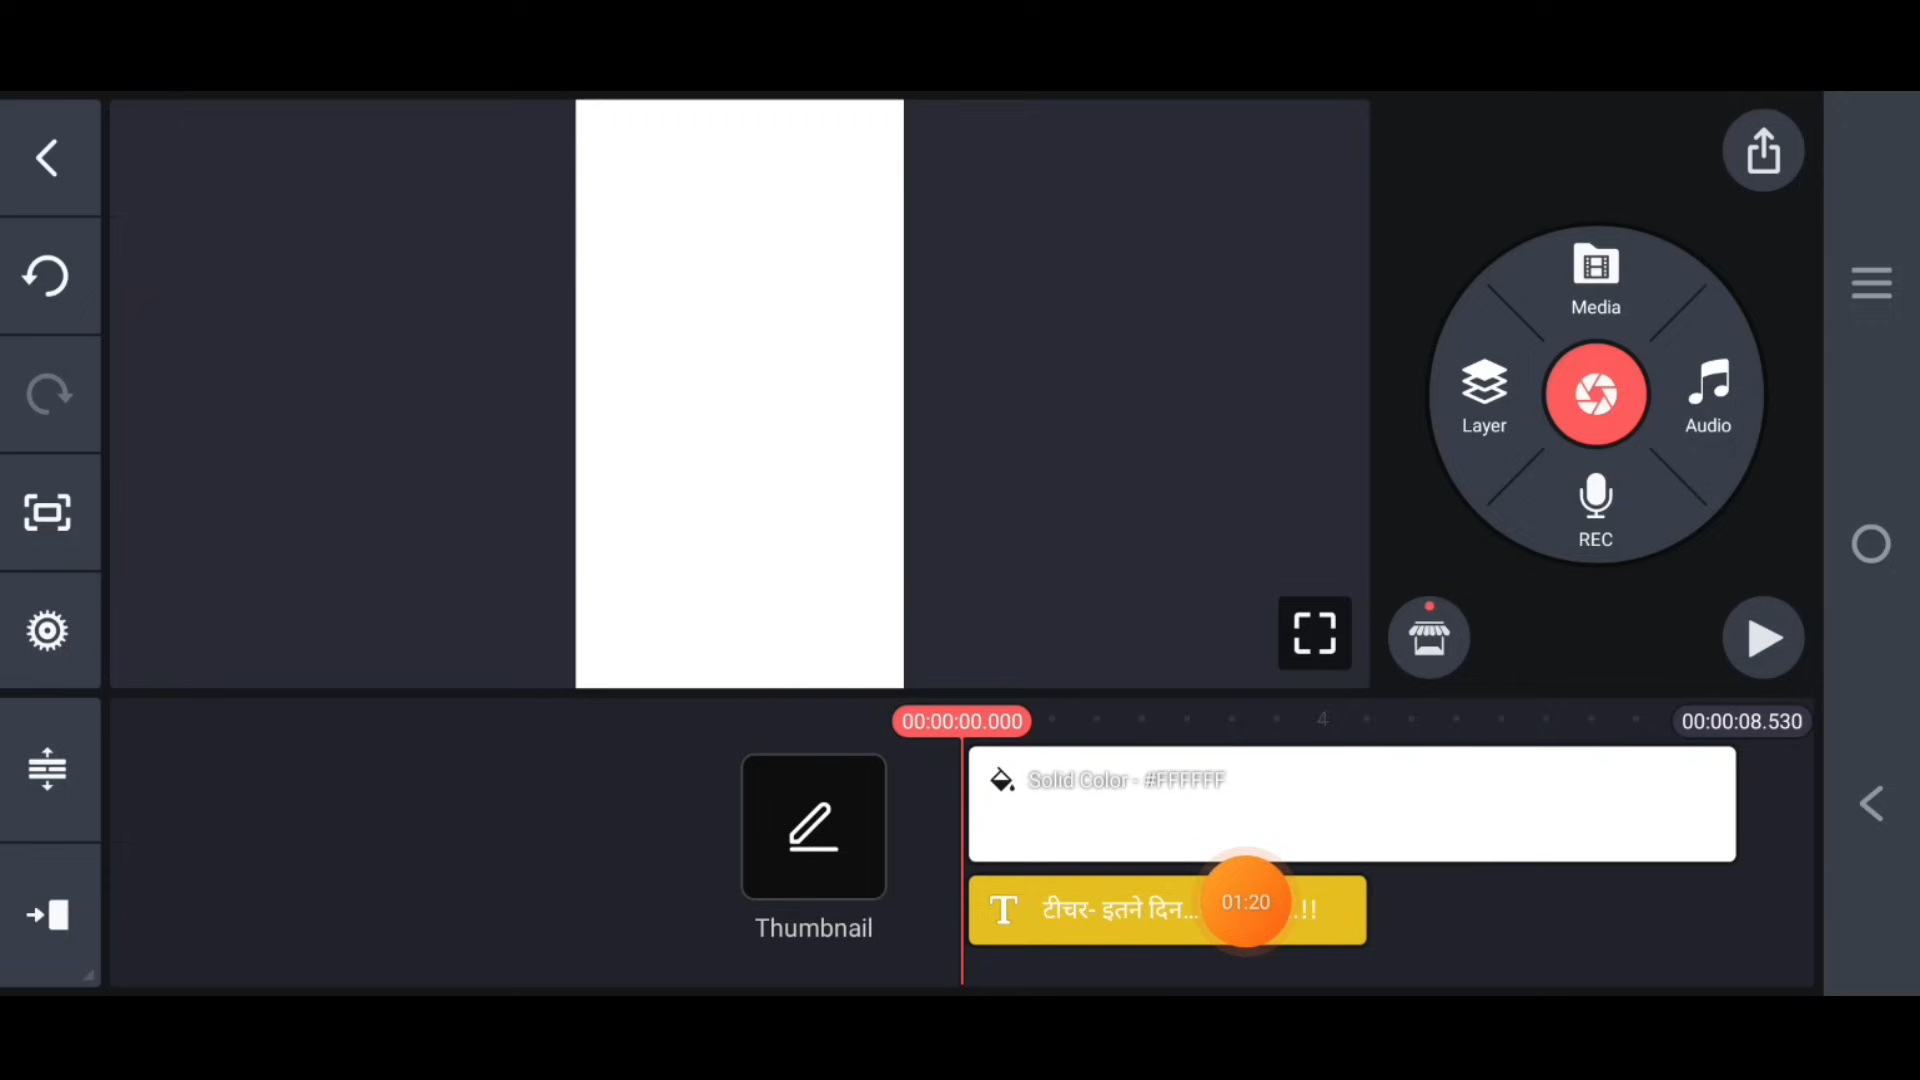 Media
Layer
Audio
REC
00:00:00.000
4
00:00:08.530
Solid Color - #FFFFFF
टीचर- इतने दिन... ..!!
01:20
Thumbnail